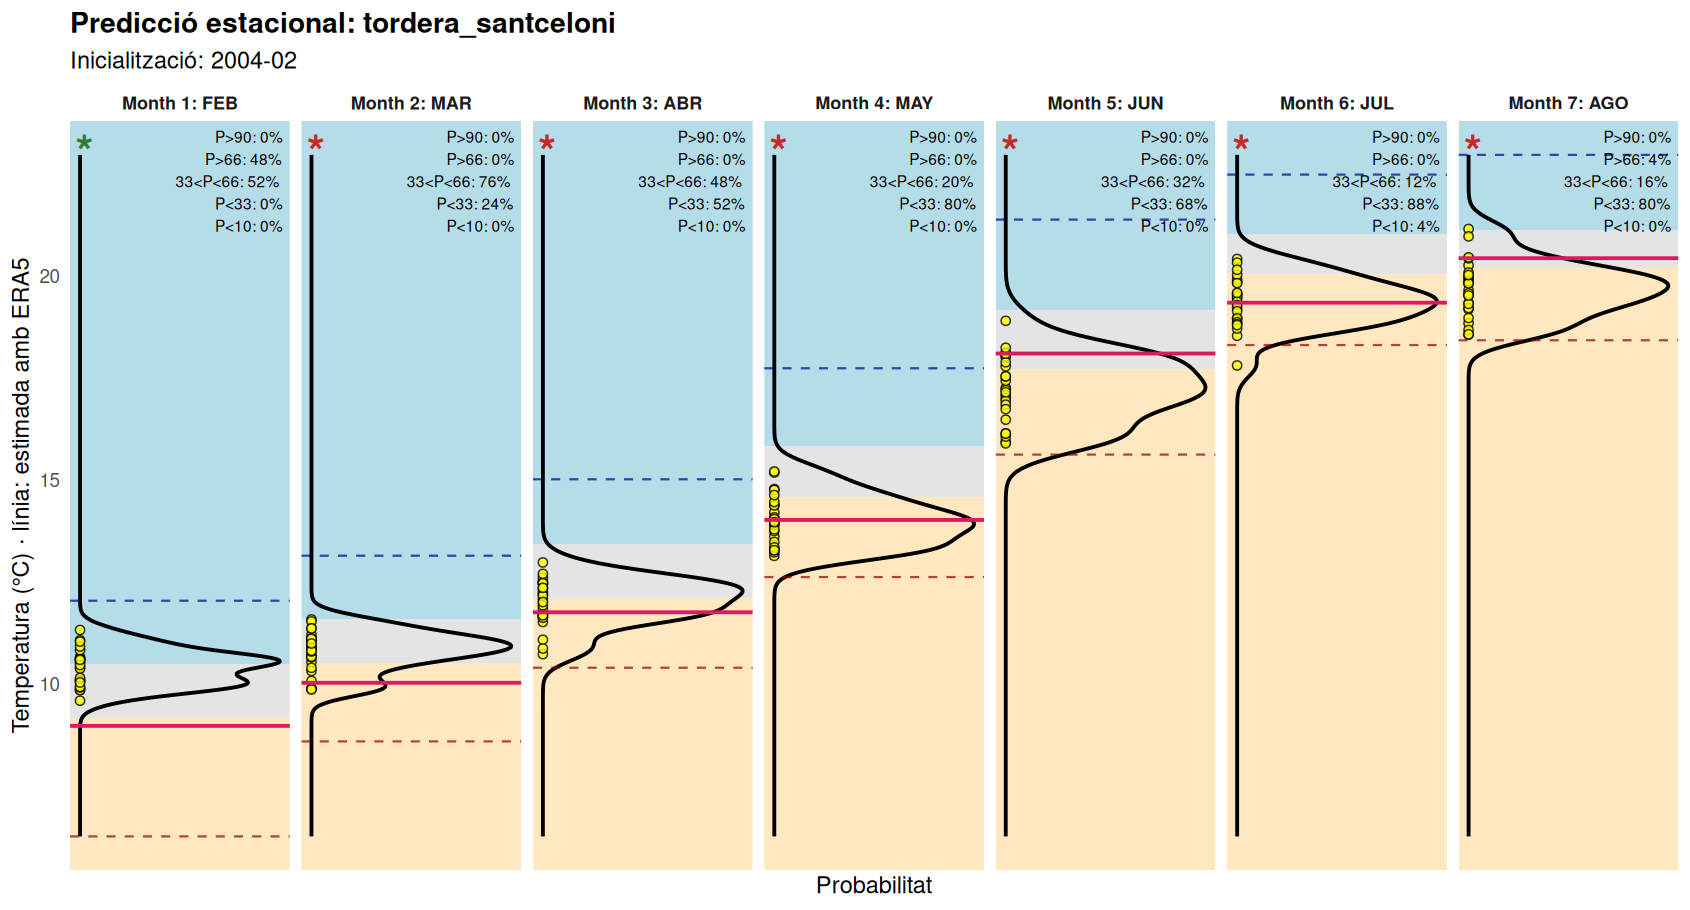 Predicció estacional: tordera_santceloni
Inicialització: 2004-02
Month 1: FEB
Month 2: MAR
Month 3: ABR
Month 4: MAY
Month 5: JUN
Month 6: JUL
Month 7: AGO
*
P>90: 0%
P>66: 48%
33<P<66: 52%
P<33: 0%
P<10: 0%
*
P>90: 0%
P>66: 0%
33<P<66: 76%
P<33: 24%
P<10: 0%
*
P>90: 0%
P>66: 0%
33<P<66: 48%
P<33: 52%
P<10: 0%
*
P>90: 0%
P>66: 0%
33<P<66: 20%
P<33: 80%
P<10: 0%
*
P>90: 0%
P>66: 0%
33<P<66: 32%
P<33: 68%
P<10: 0%
*
P>90: 0%
P>66: 0%
33<P<66: 12%
P<33: 88%
P<10: 4%
*
P>90: 0%
P>66: 4%
33<P<66: 16%
P<33: 80%
P<10: 0%
20
15
10
Temperatura (°C) · línia: estimada amb ERA5
Probabilitat